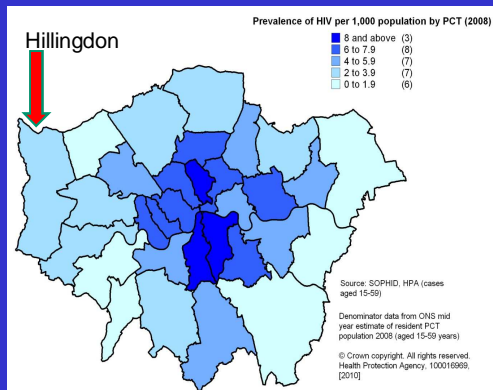 Prevalence of HIV per 1,000 population by PCT (2008)
Hillingdon
8 and above (3)
6 to 7.9 (8)
4 to 5.9 (7)
2 to 3.9 (7)
0 to 1.9 (6)
Source: SOPHID, HPA (cases
aged 15-59)
Denominator data from ONS mid
year estimate of resident PCT
population 2008 (aged 15-59 years)
© Crown copyright. All rights reserved.
Health Protection Agency, 100016969,
[2010]